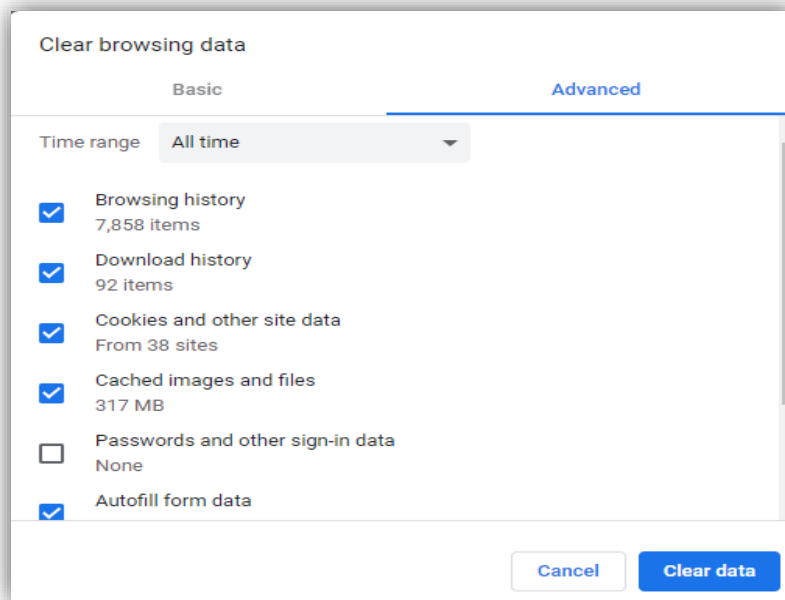 Clear browsing data
Basic
Advanced
Time range
All time
Browsing history
7,858 items
Download history
92 items
Cookies and other site data
From 38 sites
Cached images and files
317 MB
Passwords and other sign-in data
None
Autofill form data
Cancel
Clear data